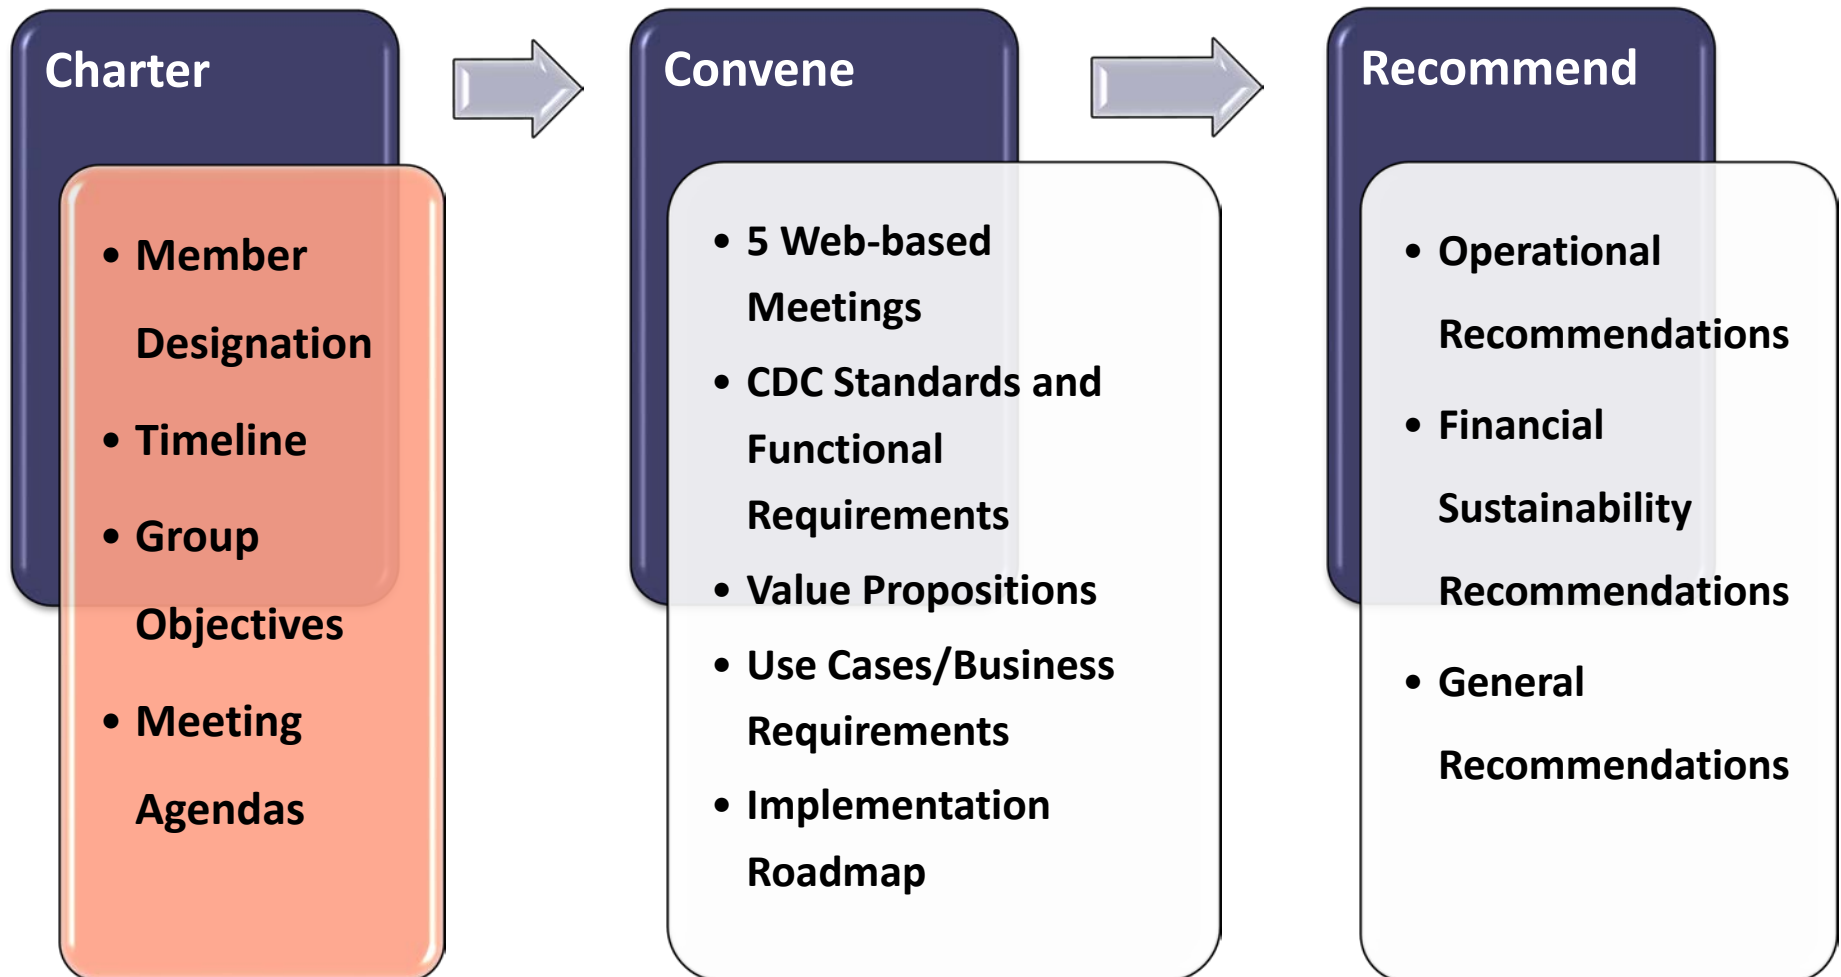 Charter
• Member
Designation
• Timeline
• Group
Objectives
• Meeting
Agendas
Convene
• 5 Web-based
Meetings
• CDC Standards and
Functional
Requirements
• Value Propositions
• Use Cases/Business
Requirements
• Implementation
Roadmap
Recommend
• Operational
Recommendations
• Financial
Sustainability
Recommendations
• General
Recommendations